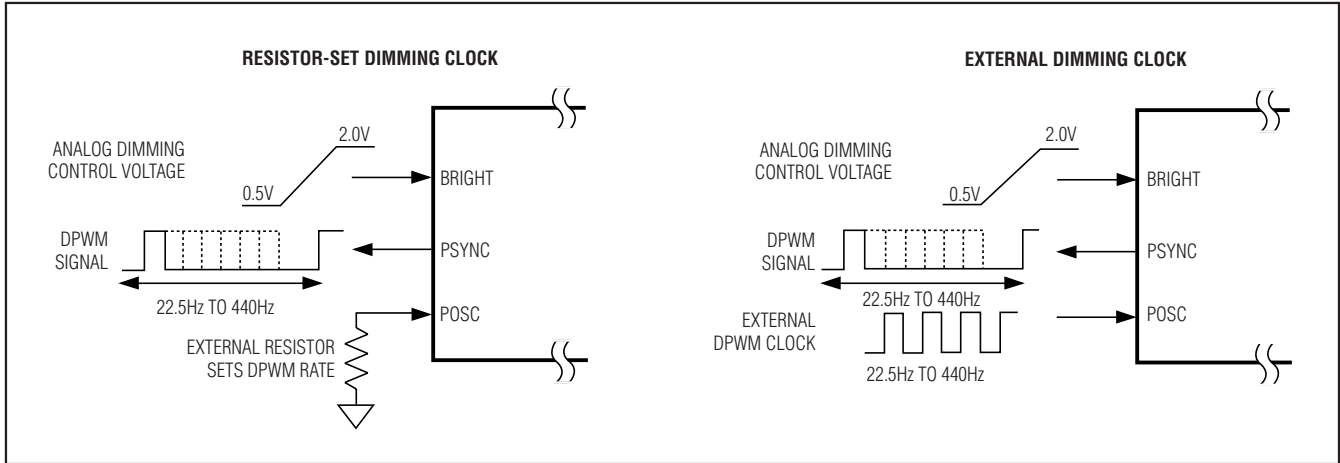 RESISTOR-SET DIMMING CLOCK
ANALOG DIMMING
CONTROL VOLTAGE
0.5V
2.0V
BRIGHT
DPWM
SIGNAL
PSYNC
22.5Hz TO 440Hz
POSC
EXTERNAL RESISTOR
SETS DPWM RATE
EXTERNAL DIMMING CLOCK
ANALOG DIMMING
CONTROL VOLTAGE
0.5V
2.0V
BRIGHT
DPWM
SIGNAL
PSYNC
22.5Hz TO 440Hz
EXTERNAL
DPWM CLOCK
POSC
22.5Hz TO 440Hz